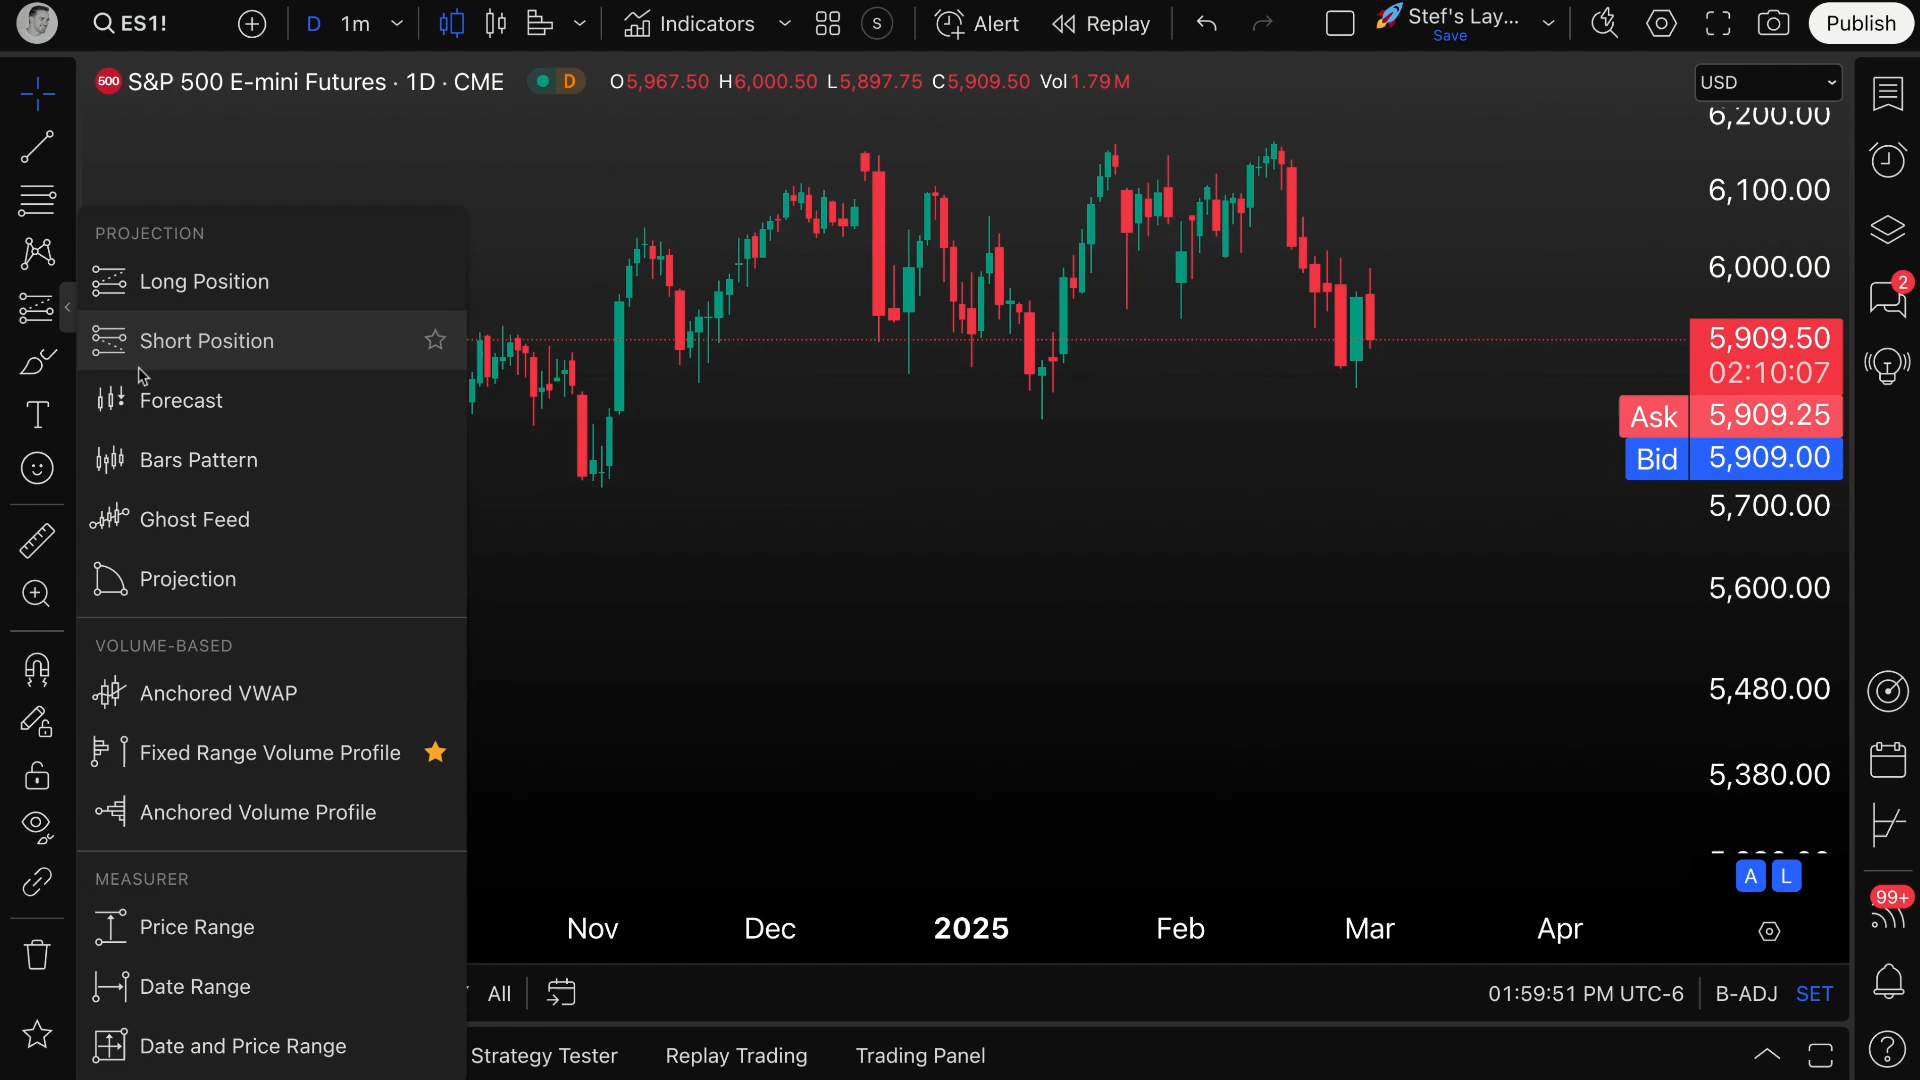 ES1!
D
1m
Indicators
S
Alert
Replay
Stef's Lay...
Save
Publish
500 S&P 500 E-mini Futures · 1D · CME
D
O5,967.50 H6,000.50 L5,897.75 C5,909.50 Vol1.79 M
USD
6,200.00
6,100.00
6,000.00
5,909.50
02:10:07
Ask 5,909.25
Bid 5,909.00
5,700.00
5,600.00
5,480.00
5,380.00
A L
2
99+
PROJECTION
Long Position
Short Position
Forecast
Bars Pattern
Ghost Feed
Projection
VOLUME-BASED
Anchored VWAP
Fixed Range Volume Profile
Anchored Volume Profile
MEASURER
Price Range
Date Range
Date and Price Range
Nov Dec 2025 Feb Mar Apr
All
01:59:51 PM UTC-6
B-ADJ
SET
Strategy Tester
Replay Trading
Trading Panel